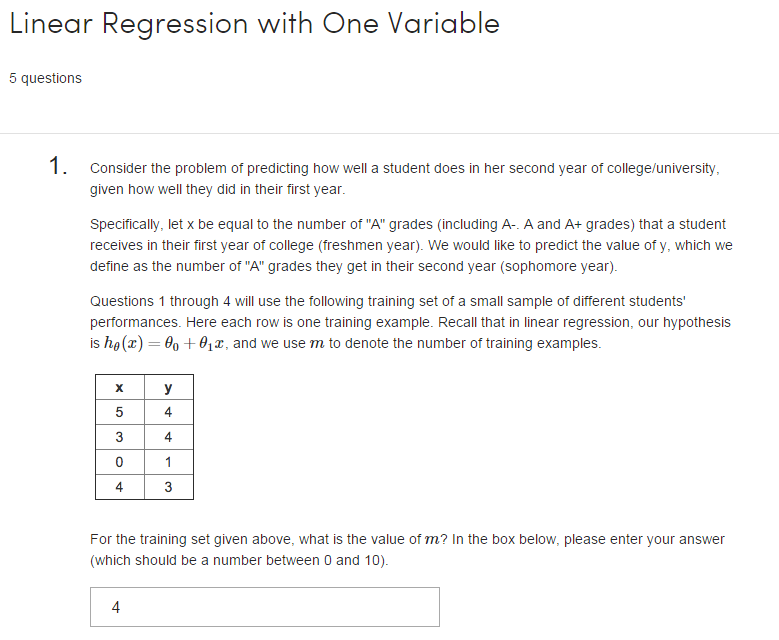 Linear Regression with One Variable
5 questions
1.
Consider the problem of predicting how well a student does in her second year of college/university,
given how well they did in their first year.
Specifically, let x be equal to the number of "A" grades (including A-. A and A+ grades) that a student
receives in their first year of college (freshmen year). We would like to predict the value of y, which we
define as the number of "A" grades they get in their second year (sophomore year).
Questions 1 through 4 will use the following training set of a small sample of different students'
performances. Here each row is one training example. Recall that in linear regression, our hypothesis
is hθ(x) = θ0 + θ1x, and we use m to denote the number of training examples.
x y
5 4
3 4
0 1
4 3
For the training set given above, what is the value of m? In the box below, please enter your answer
(which should be a number between 0 and 10).
4